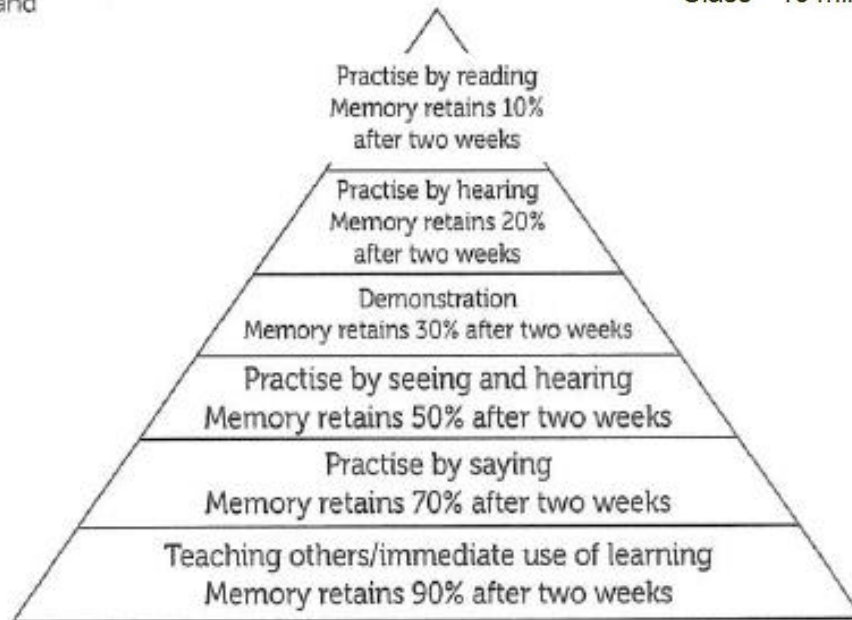 and
Practise by reading
Memory retains 10%
after two weeks
Practise by hearing
Memory retains 20%
after two weeks
Demonstration
Memory retains 30% after two weeks
Practise by seeing and hearing
Memory retains 50% after two weeks
Practise by saying
Memory retains 70% after two weeks
Teaching others/immediate use of learning
Memory retains 90% after two weeks